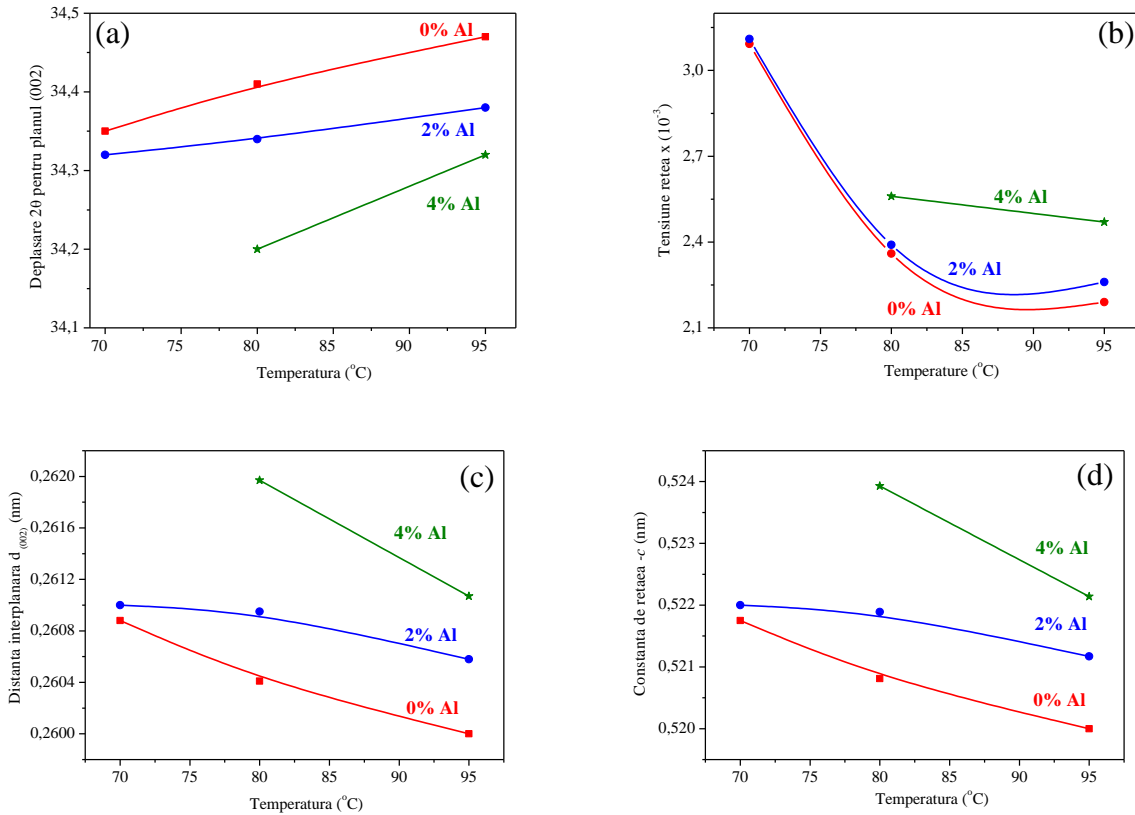 (a)
34,5
34,4
34,3
34,2
34,1
Deplasare 2θ pentru planul (002)
0% Al
2% Al
4% Al
70 75 80 85 90 95
Temperatura (°C)
(b)
3,0
2,7
2,4
2,1
Tensiune retea x (10⁻³)
4% Al
2% Al
0% Al
70 75 80 85 90 95
Temperature (°C)
(c)
0,2620
0,2616
0,2612
0,2608
0,2604
0,2600
Distanta interplanara d (002) (nm)
4% Al
2% Al
0% Al
70 80 85 90 95
Temperatura (°C)
(d)
0,524
0,523
0,522
0,521
0,520
Constanta de retaea -c (nm)
4% Al
2% Al
0% Al
70 80 85 90 95
Temperatura (°C)